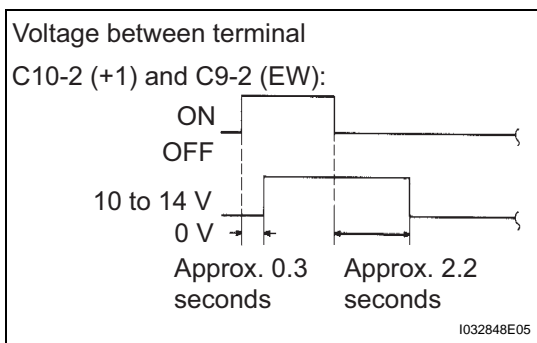 Voltage between terminal
C10-2 (+1) and C9-2 (EW):
ON
OFF
10 to 14 V
0 V
Approx. 0.3 Approx. 2.2
seconds seconds
I032848E05